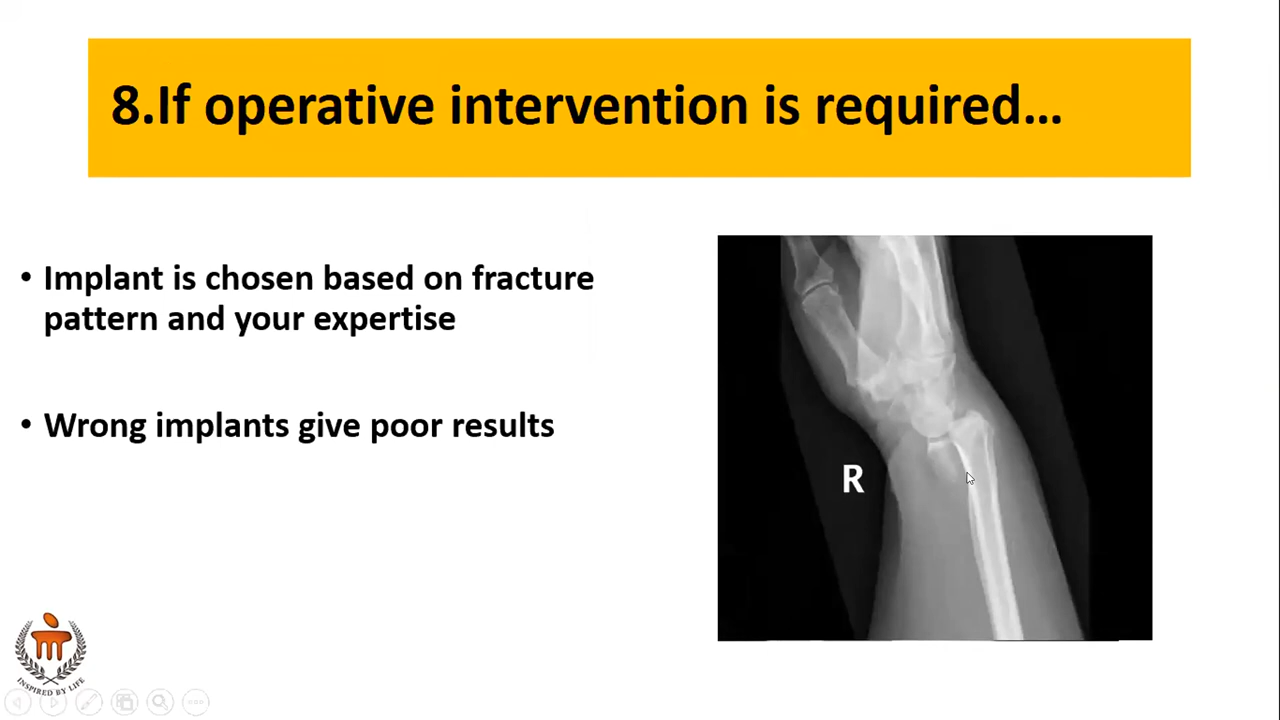 8.If operative intervention is required...
• Implant is chosen based on fracture
pattern and your expertise
• Wrong implants give poor results
R
INSPIRED BY LIFE